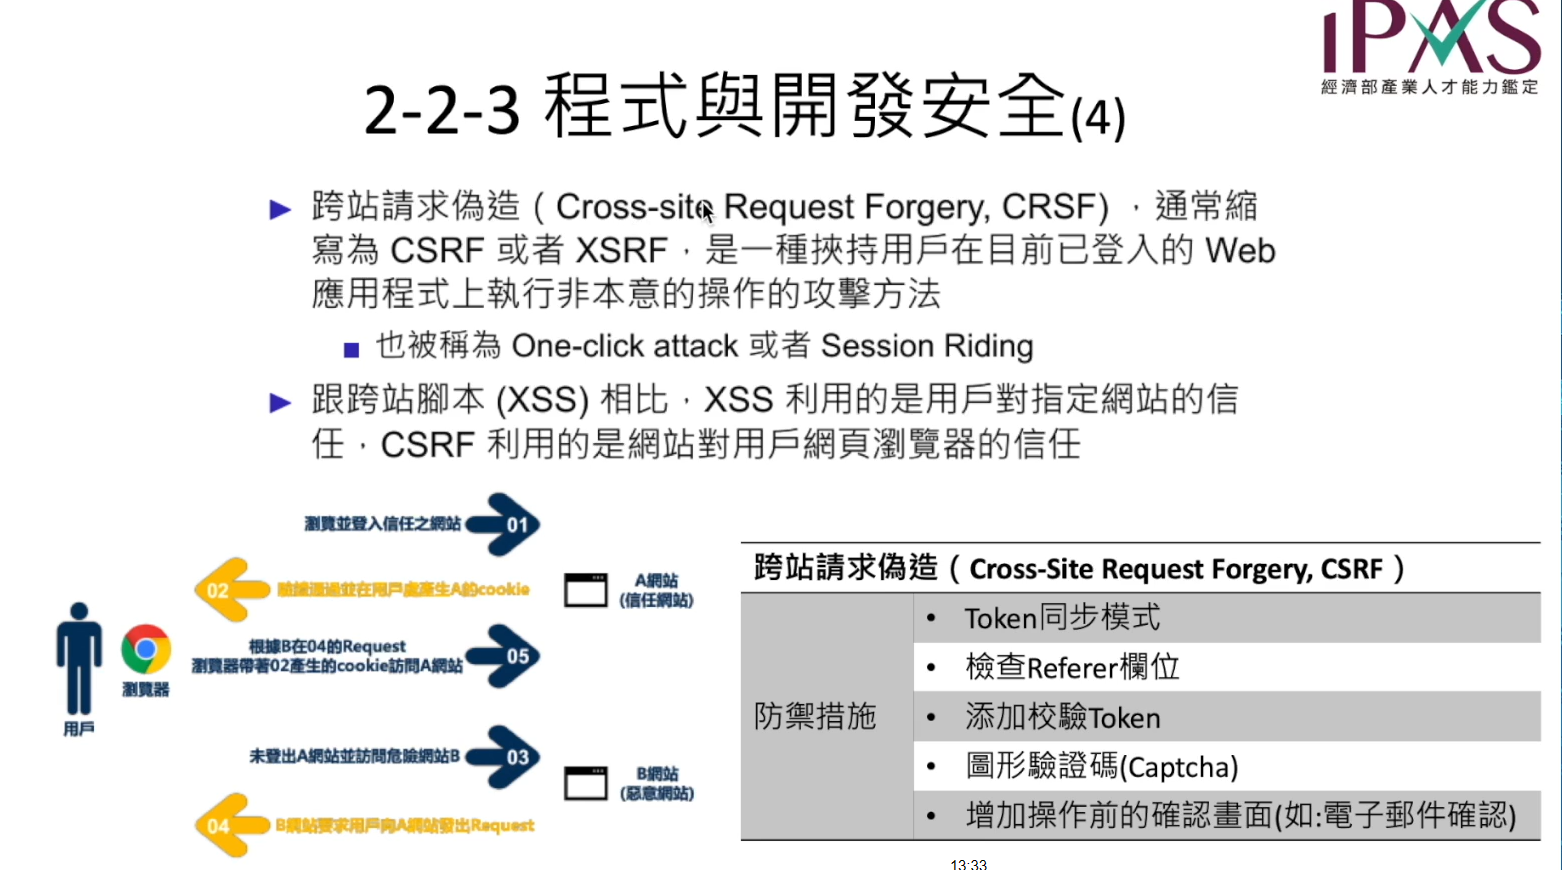 iPAS
經濟部產業人才能力鑑定
2-2-3 程式與開發安全(4)
跨站請求偽造（Cross-site Request Forgery, CRSF），通常縮
寫為 CSRF 或者 XSRF，是一種挾持用戶在目前已登入的 Web
應用程式上執行非本意的操作的攻擊方法
也被稱為 One-click attack 或者 Session Riding
跟跨站腳本 (XSS) 相比，XSS 利用的是用戶對指定網站的信
任，CSRF 利用的是網站對用戶網頁瀏覽器的信任
瀏覽並登入信任之網站 01
02 驗證通過並在用戶處產生A的cookie
A網站
(信任網站)
根據B在04的Request
瀏覽器帶著02產生的cookie訪問A網站 05
瀏覽器
用戶
未登出A網站並訪問危險網站B 03
B網站
(惡意網站)
04 B網站要求用戶向A網站發出Request
跨站請求偽造（Cross-Site Request Forgery, CSRF）
防禦措施
• Token同步模式
• 檢查Referer欄位
• 添加校驗Token
• 圖形驗證碼(Captcha)
• 增加操作前的確認畫面(如:電子郵件確認)
13:33